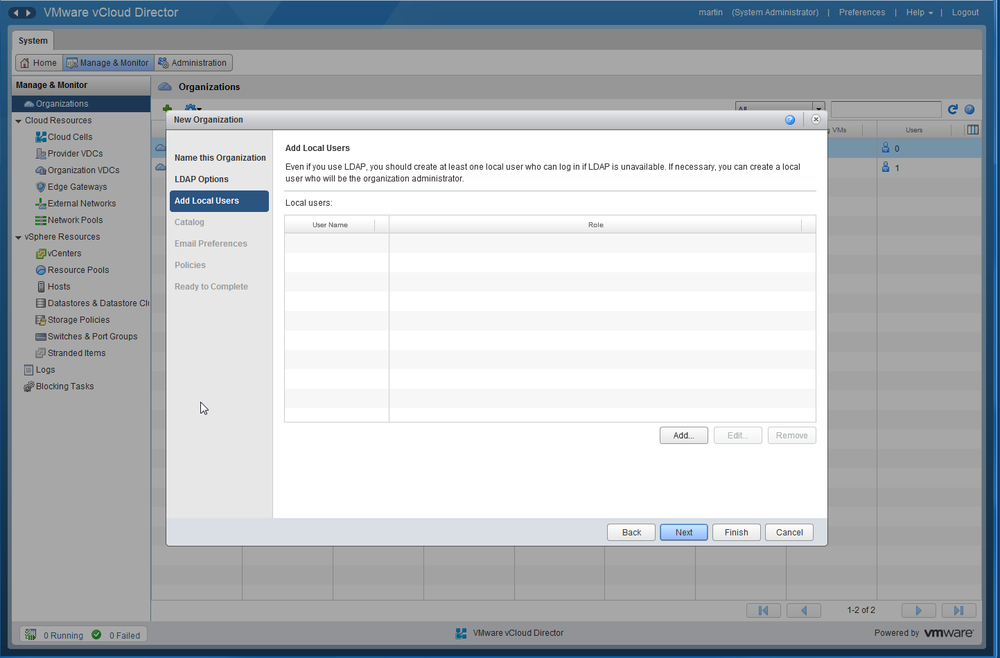 VMware vCloud Director
martin (System Administrator) | Preferences | Help | Logout
System
Home
Manage & Monitor
Administration
Manage & Monitor
Organizations
Cloud Resources
Cloud Cells
Provider VDCs
Organization VDCs
Edge Gateways
External Networks
Network Pools
vSphere Resources
vCenters
Resource Pools
Hosts
Datastores & Datastore Clu
Storage Policies
Switches & Port Groups
Stranded Items
Logs
Blocking Tasks
Organizations
All
VMs
Users
0
1
New Organization
Name this Organization
LDAP Options
Add Local Users
Catalog
Email Preferences
Policies
Ready to Complete
Add Local Users
Even if you use LDAP, you should create at least one local user who can log in if LDAP is unavailable. If necessary, you can create a local
user who will be the organization administrator.
Local users:
User Name
Role
Add...
Edit...
Remove
Back
Next
Finish
Cancel
1-2 of 2
0 Running
0 Failed
VMware vCloud Director
Powered by vmware